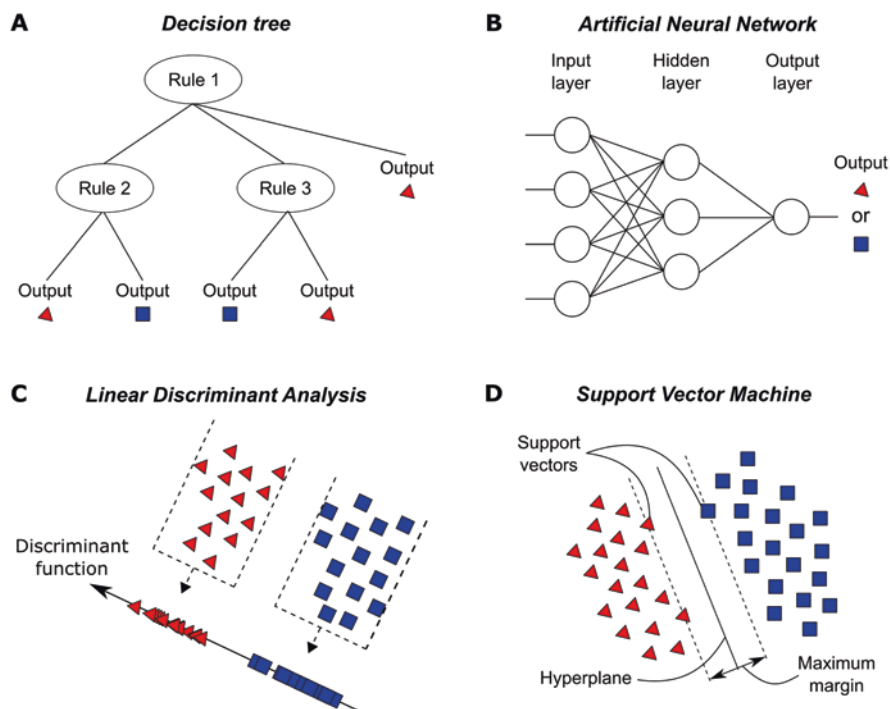 A Decision tree
Rule 1
Output
Rule 2
Rule 3
Output
Output
Output
Output
B Artificial Neural Network
Input
layer
Hidden
layer
Output
layer
Output
or
C Linear Discriminant Analysis
Discriminant
function
D Support Vector Machine
Support
vectors
Hyperplane
Maximum
margin